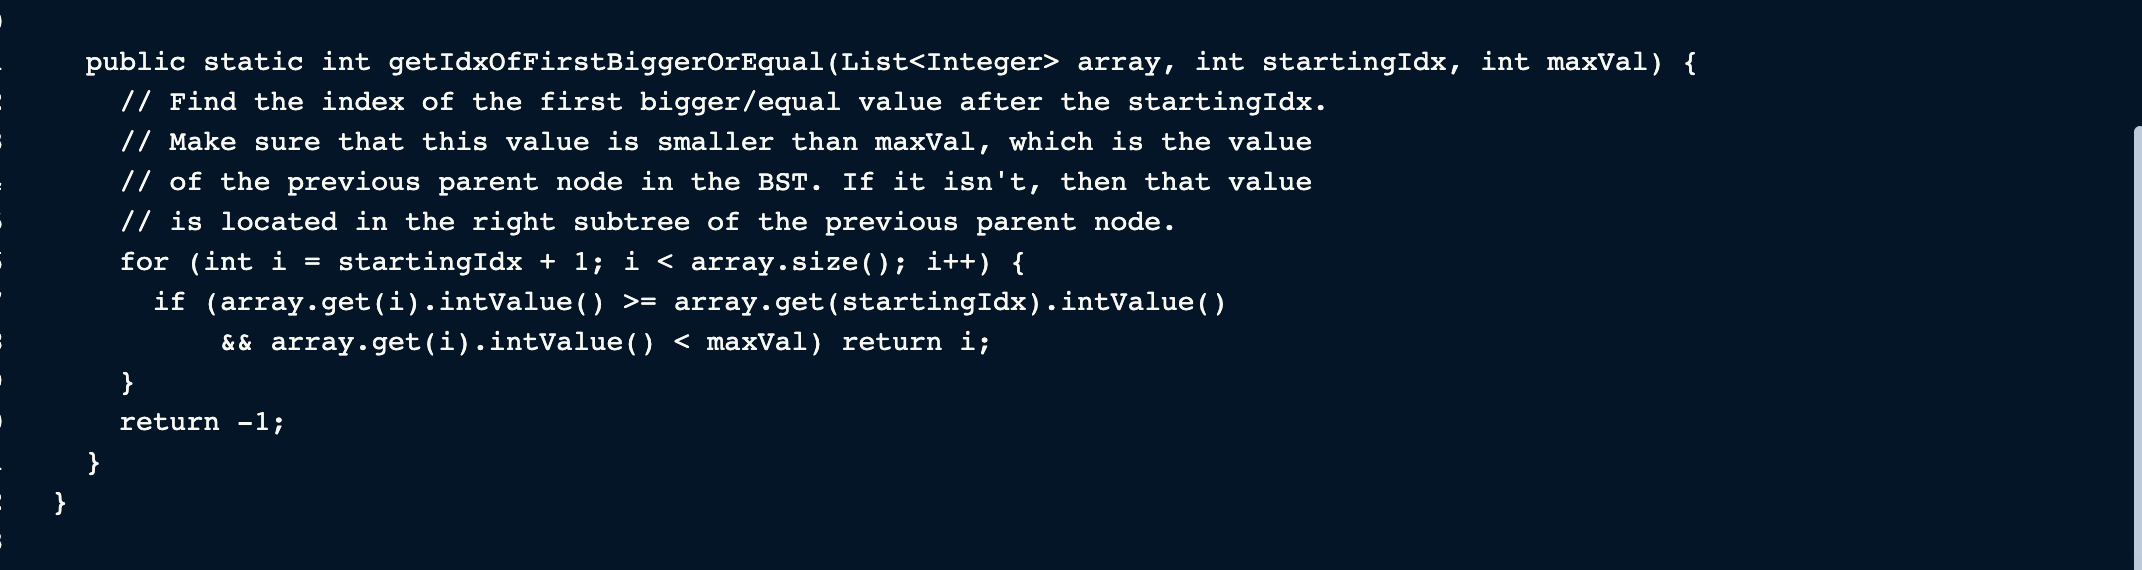 public static int getIdxOfFirstBiggerOrEqual(List<Integer> array, int startingIdx, int maxVal) {
// Find the index of the first bigger/equal value after the startingIdx.
// Make sure that this value is smaller than maxVal, which is the value
// of the previous parent node in the BST. If it isn't, then that value
// is located in the right subtree of the previous parent node.
for (int i = startingIdx + 1; i < array.size(); i++) {
if (array.get(i).intValue() >= array.get(startingIdx).intValue()
&& array.get(i).intValue() < maxVal) return i;
}
return -1;
}
}